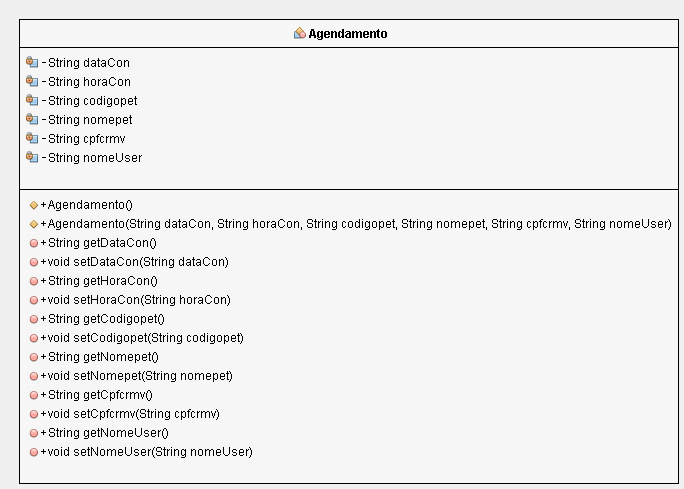 Agendamento
-String dataCon
-String horaCon
-String codigopet
-String nomepet
-String cpfcrmv
-String nomeUser
+Agendamento()
+Agendamento(String dataCon, String horaCon, String codigopet, String nomepet, String cpfcrmv, String nomeUser)
+String getDataCon()
+void setDataCon(String dataCon)
+String getHoraCon()
+void setHoraCon(String horaCon)
+String getCodigopet()
+void setCodigopet(String codigopet)
+String getNomepet()
+void setNomepet(String nomepet)
+String getCpfcrmv()
+void setCpfcrmv(String cpfcrmv)
+String getNomeUser()
+void setNomeUser(String nomeUser)